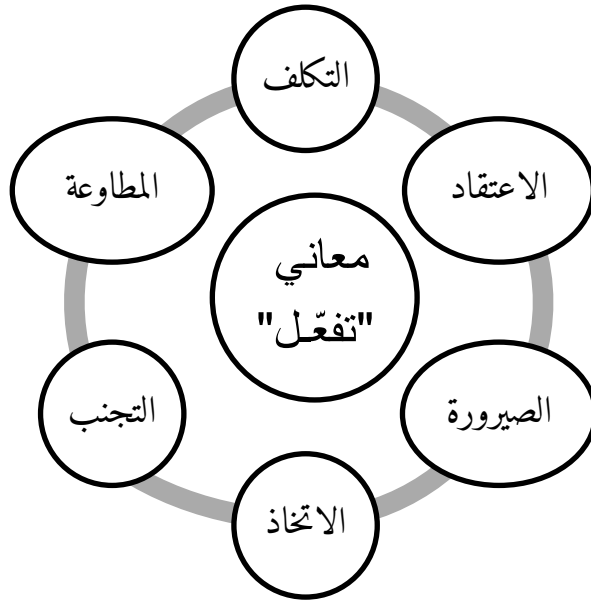 التكلف
الاعتقاد
المطاوعة
معاني
"تفعّل"
الصيرورة
التجنب
الاتخاذ